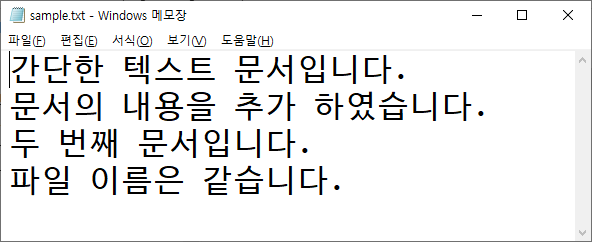 sample.txt - Windows 메모장
파일(F) 편집(E) 서식(O) 보기(V) 도움말(H)
간단한 텍스트 문서입니다.
문서의 내용을 추가 하였습니다.
두 번째 문서입니다.
파일 이름은 같습니다.